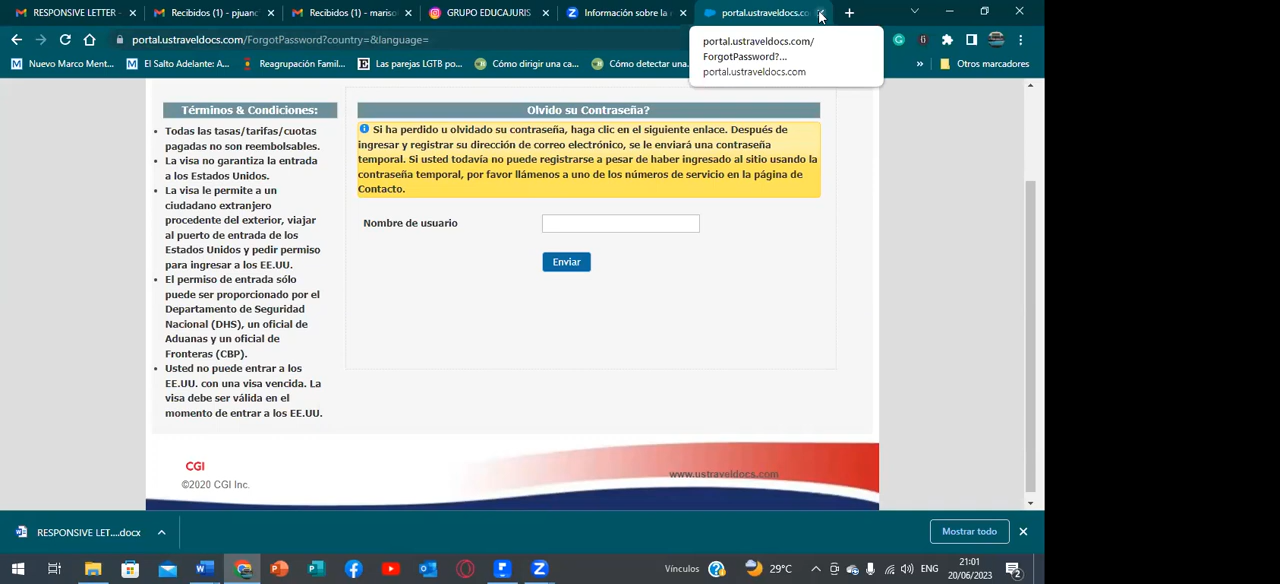 RESPONSIVE LETTER -
Recibidos (1) - pjuanc
Recibidos (1) - mariso
GRUPO EDUCAJURIS
Información sobre la
portal.ustraveldocs.co
portal.ustraveldocs.com/ForgotPassword?country=&language=
portal.ustraveldocs.com/
ForgotPassword?...
portal.ustraveldocs.com
Nuevo Marco Ment...
El Salto Adelante: A...
Reagrupación Famil...
Las parejas LGTB po...
Cómo dirigir una ca...
Cómo detectar una
»
Otros marcadores
Términos & Condiciones:
• Todas las tasas/tarifas/cuotas
pagadas no son reembolsables.
• La visa no garantiza la entrada
a los Estados Unidos.
• La visa le permite a un
ciudadano extranjero
procedente del exterior, viajar
al puerto de entrada de los
Estados Unidos y pedir permiso
para ingresar a los EE.UU.
• El permiso de entrada sólo
puede ser proporcionado por el
Departamento de Seguridad
Nacional (DHS), un oficial de
Aduanas y un oficial de
Fronteras (CBP).
• Usted no puede entrar a los
EE.UU. con una visa vencida. La
visa debe ser válida en el
momento de entrar a los EE.UU.
Olvido su Contraseña?
Si ha perdido u olvidado su contraseña, haga clic en el siguiente enlace. Después de
ingresar y registrar su dirección de correo electrónico, se le enviará una contraseña
temporal. Si usted todavía no puede registrarse a pesar de haber ingresado al sitio usando la
contraseña temporal, por favor llámenos a uno de los números de servicio en la página de
Contacto.
Nombre de usuario
Enviar
CGI
©2020 CGI Inc.
www.ustraveldocs.com
RESPONSIVE LET....docx
Mostrar todo
Vínculos
29°C
ENG
21:01
20/06/2023